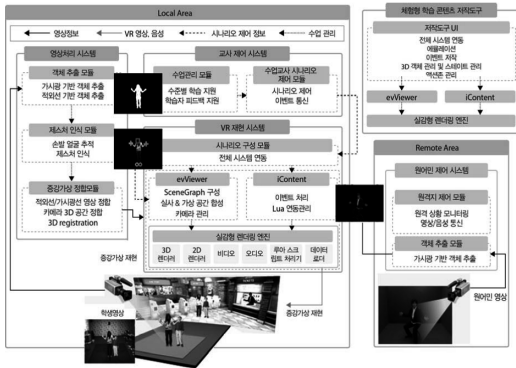 Local Area
영상정보
VR 영상, 음성
시나리오 제어 정보
수업 관리
영상처리 시스템
객체 추출 모듈
가시광 기반 객체 추출
적외선 기반 객체 추출
제스처 인식 모듈
손발 얼굴 추적
제스처 인식
증강가상 정합모듈
적외선/가시광선 영상 정합
카메라 3D 공간 정합
3D registration
교사 제어 시스템
수업관리 모듈
수준별 학습 지원
학습자 피드백 지원
수업교사 시나리오
제어 모듈
시나리오 제어
이벤트 통신
VR 재현 시스템
시나리오 구성 모듈
전체 시스템 연동
evViewer
SceneGraph 구성
실사 & 가상 공간 합성
카메라 관리
iContent
이벤트 처리
Lua 연동관리
실감형 렌더링 엔진
3D
렌더러
2D
렌더러
비디오
오디오
루아 스크
립트 처리기
데이터
로더
증강가상 재현
증강가상 재현
학생영상
체험형 학습 콘텐츠 저작도구
저작도구 UI
전체 시스템 연동
에뮬레이션
이벤트 저작
3D 객체 관리 및 스테이트 관리
액션존 관리
evViewer
iContent
실감형 렌더링 엔진
Remote Area
원어민 제어 시스템
원격지 제어 모듈
원격 상황 모니터링
영상/음성 통신
객체 추출 모듈
가시광 기반 객체 추출
원어민 영상